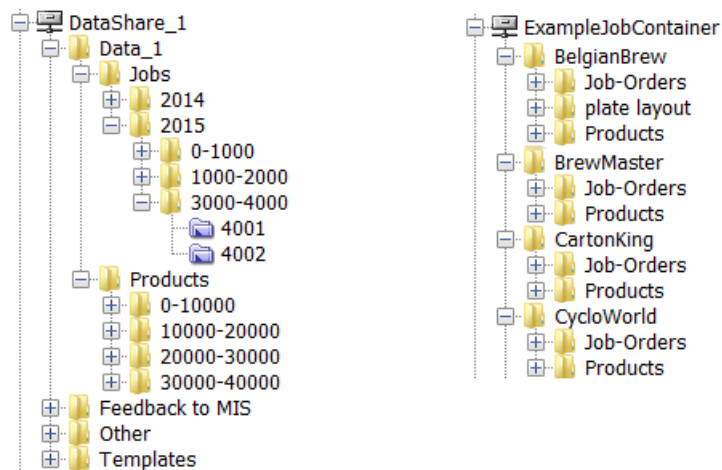 DataShare_1
Data_1
Jobs
2014
2015
0-1000
1000-2000
3000-4000
4001
4002
Products
0-10000
10000-20000
20000-30000
30000-40000
Feedback to MIS
Other
Templates
ExampleJobContainer
BelgianBrew
Job-Orders
plate layout
Products
BrewMaster
Job-Orders
Products
CartonKing
Job-Orders
Products
CycloWorld
Job-Orders
Products